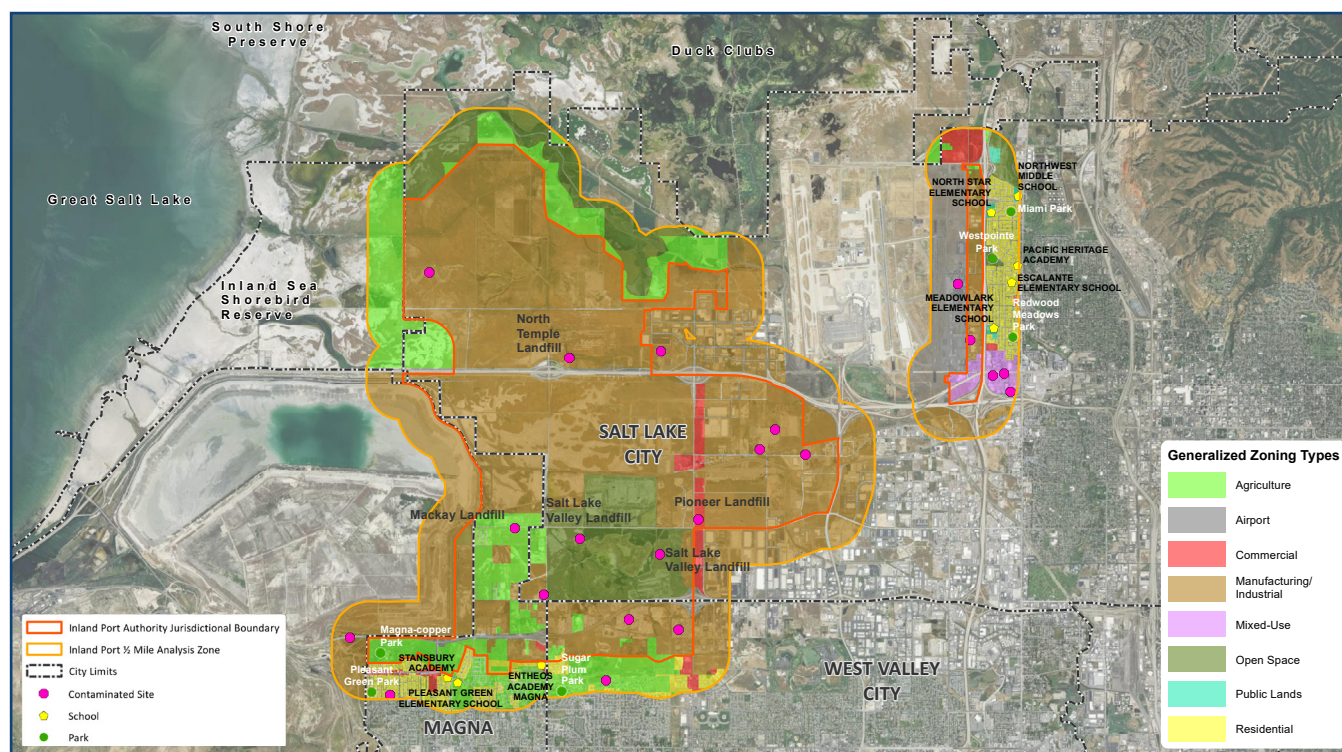 South Shore
Preserve
Duck Clubs
Great Salt Lake
Inland Sea
Shorebird
Reserve
NORTHWEST
MIDDLE
SCHOOL
NORTH STAR
ELEMENTARY
SCHOOL
Miami Park
Westpointe
Park
PACIFIC HERITAGE
ACADEMY
ESCALANTE
ELEMENTARY SCHOOL
MEADOWLARK
ELEMENTARY
SCHOOL
Redwood
Meadows
Park
North
Temple
Landfill
SALT LAKE
CITY
Mackay Landfill
Salt Lake
Valley Landfill
Pioneer Landfill
Salt Lake
Valley Landfill
Magna-copper
Park
STANSBURY
ACADEMY
Pleasant
Green Park
PLEASANT GREEN
ELEMENTARY SCHOOL
ENTHEOS
ACADEMY
MAGNA
Sugar
Plum
Park
MAGNA
WEST VALLEY
CITY
Generalized Zoning Types
Agriculture
Airport
Commercial
Manufacturing/
Industrial
Mixed-Use
Open Space
Public Lands
Residential
Inland Port Authority Jurisdictional Boundary
Inland Port ½ Mile Analysis Zone
City Limits
Contaminated Site
School
Park